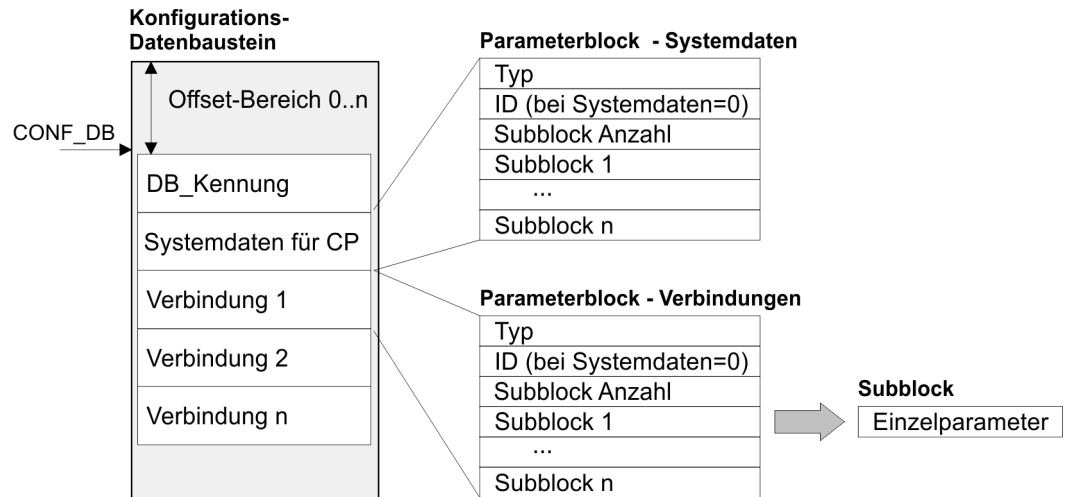 Konfigurations-
Datenbaustein
Offset-Bereich 0..n
CONF_DB
DB_Kennung
Systemdaten für CP
Verbindung 1
Verbindung 2
Verbindung n
Parameterblock - Systemdaten
Typ
ID (bei Systemdaten=0)
Subblock Anzahl
Subblock 1
...
Subblock n
Parameterblock - Verbindungen
Typ
ID (bei Systemdaten=0)
Subblock Anzahl
Subblock 1
...
Subblock n
Subblock
Einzelparameter